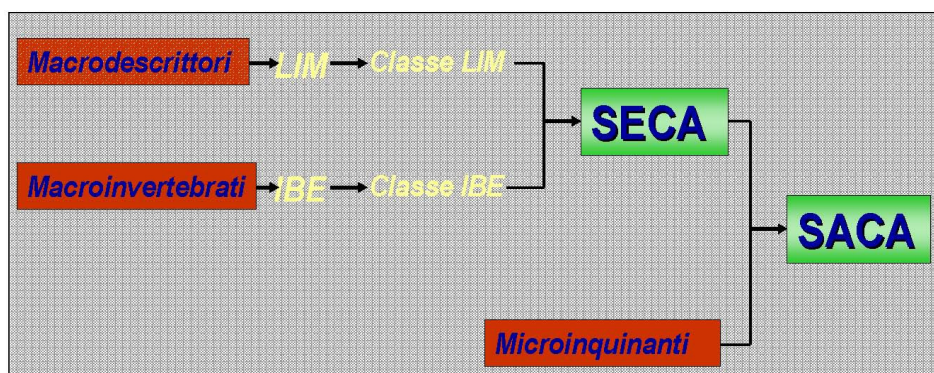 Macrodescrittori LIM Classe LIM
SECA
Macroinvertebrati IBE Classe IBE
SACA
Microinquinanti